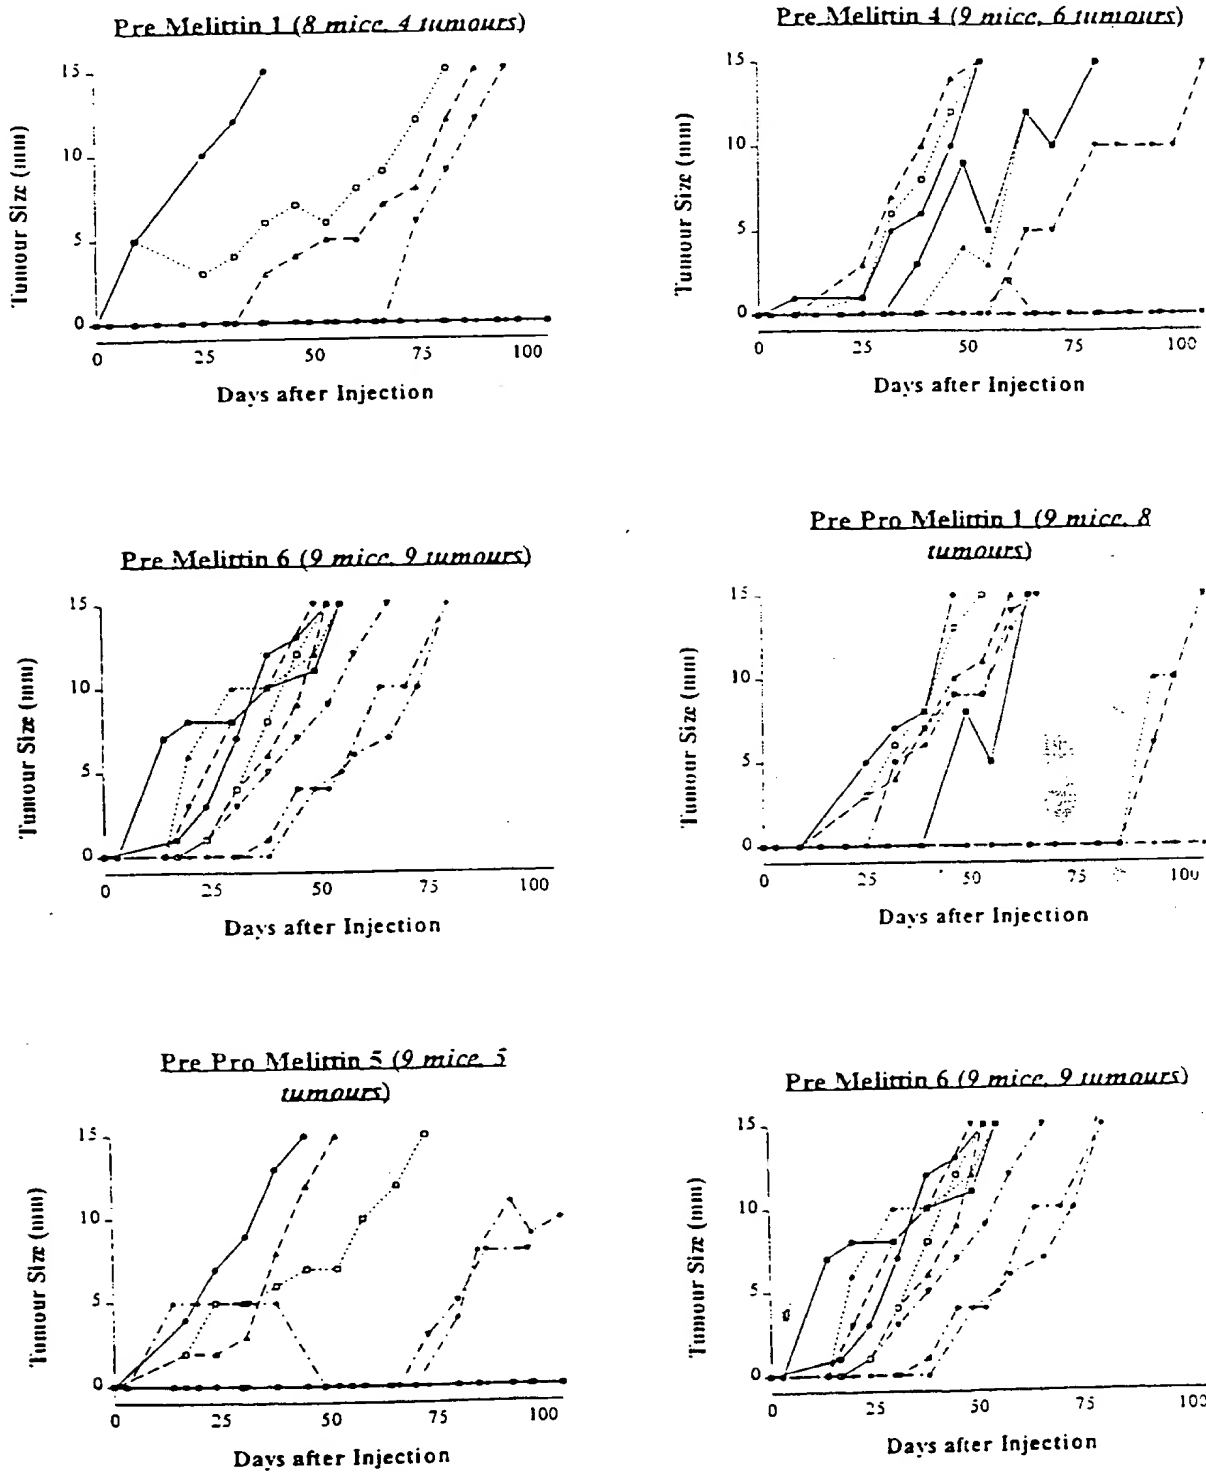 Pre Melittin 1 (8 mice, 4 tumours)
Tumour Size (mm)
15
10
5
0
0 25 50 75 100
Days after Injection
Pre Melittin 4 (9 mice, 6 tumours)
Tumour Size (mm)
15
10
5
0
0 25 50 75 100
Days after Injection
Pre Melittin 6 (9 mice, 9 tumours)
Tumour Size (mm)
15
10
5
0
0 25 50 75 100
Days after Injection
Pre Pro Melittin 1 (9 mice, 8
tumours)
Tumour Size (mm)
15
10
5
0
0 25 50 75 100
Days after Injection
Pre Pro Melittin 5 (9 mice, 5
tumours)
Tumour Size (mm)
15
10
5
0
0 25 50 75 100
Days after Injection
Pre Melittin 6 (9 mice, 9 tumours)
Tumour Size (mm)
15
10
5
0
0 25 50 75 100
Days after Injection